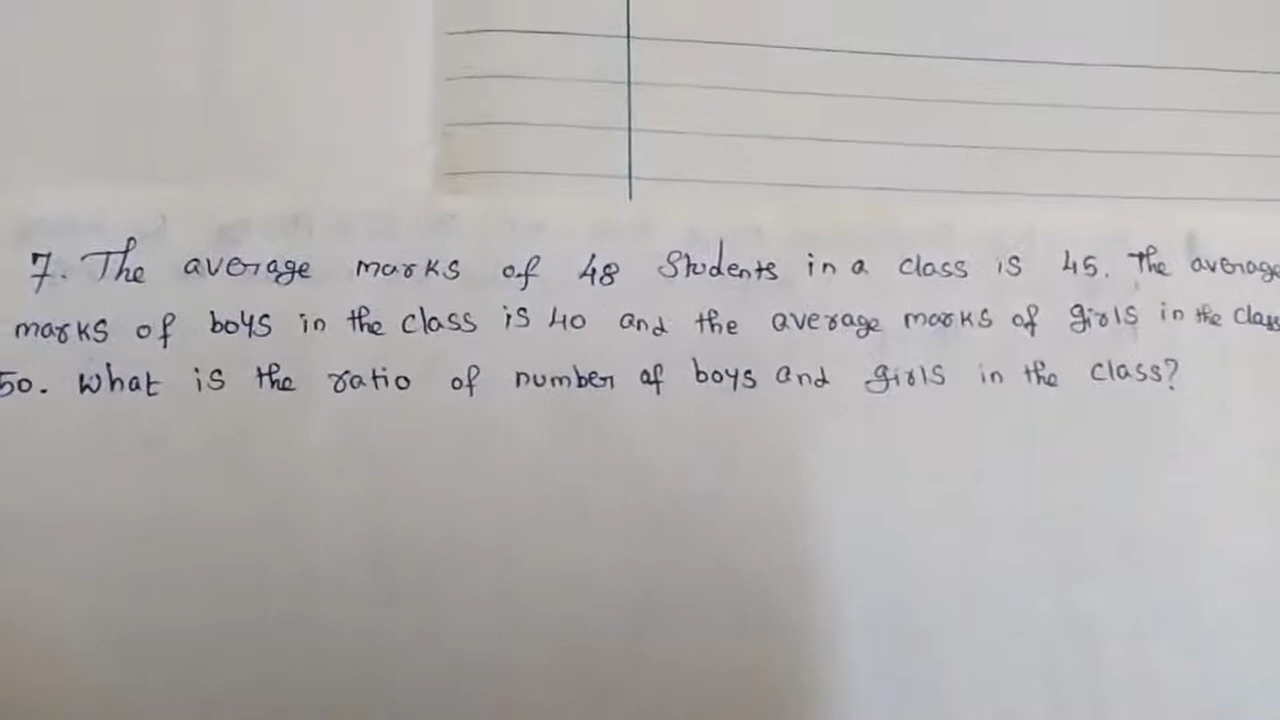 7. The average marks of 48 Students in a class is 45. The average
marks of boys in the class is 40 and the average marks of girls in the class
50. What is the ratio of number of boys and girls in the class?